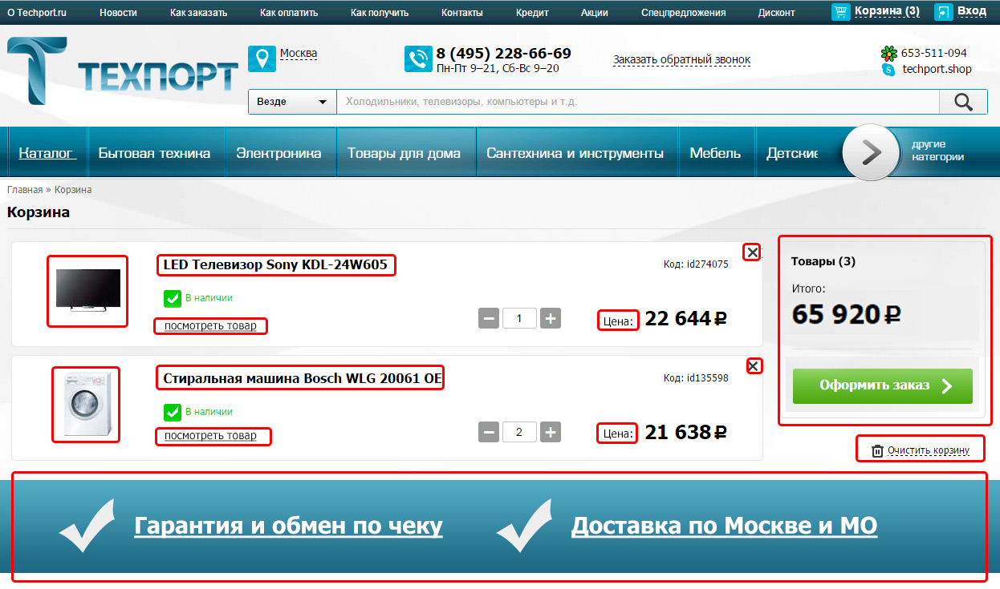 О Techport.ru Новости Как заказать Как оплатить Как получить Контакты Кредит Акции Спецпредложения Дисконт Корзина (3) Вход
ТЕХПОРТ
Москва
8 (495) 228-66-69
Пн-Пт 9–21, Сб-Вс 9–20
Заказать обратный звонок
653-511-094
techport.shop
Везде Холодильники, телевизоры, компьютеры и т.д.
Каталог Бытовая техника Электроника Товары для дома Сантехника и инструменты Мебель Детские
другие
категории
Главная » Корзина
Корзина
LED Телевизор Sony KDL-24W605
Код: id274075
В наличии
посмотреть товар
1
Цена: 22 644 ₽
Стиральная машина Bosch WLG 20061 OE
Код: id135598
В наличии
посмотреть товар
2
Цена: 21 638 ₽
Товары (3)
Итого:
65 920 ₽
Оформить заказ
Очистить корзину
Гарантия и обмен по чеку Доставка по Москве и МО